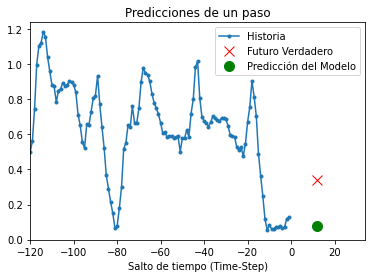 Predicciones de un paso
Historia
Futuro Verdadero
Predicción del Modelo
1.2
1.0
0.8
0.6
0.4
0.2
0.0
−120 −100 −80 −60 −40 −20 0 20
Salto de tiempo (Time-Step)